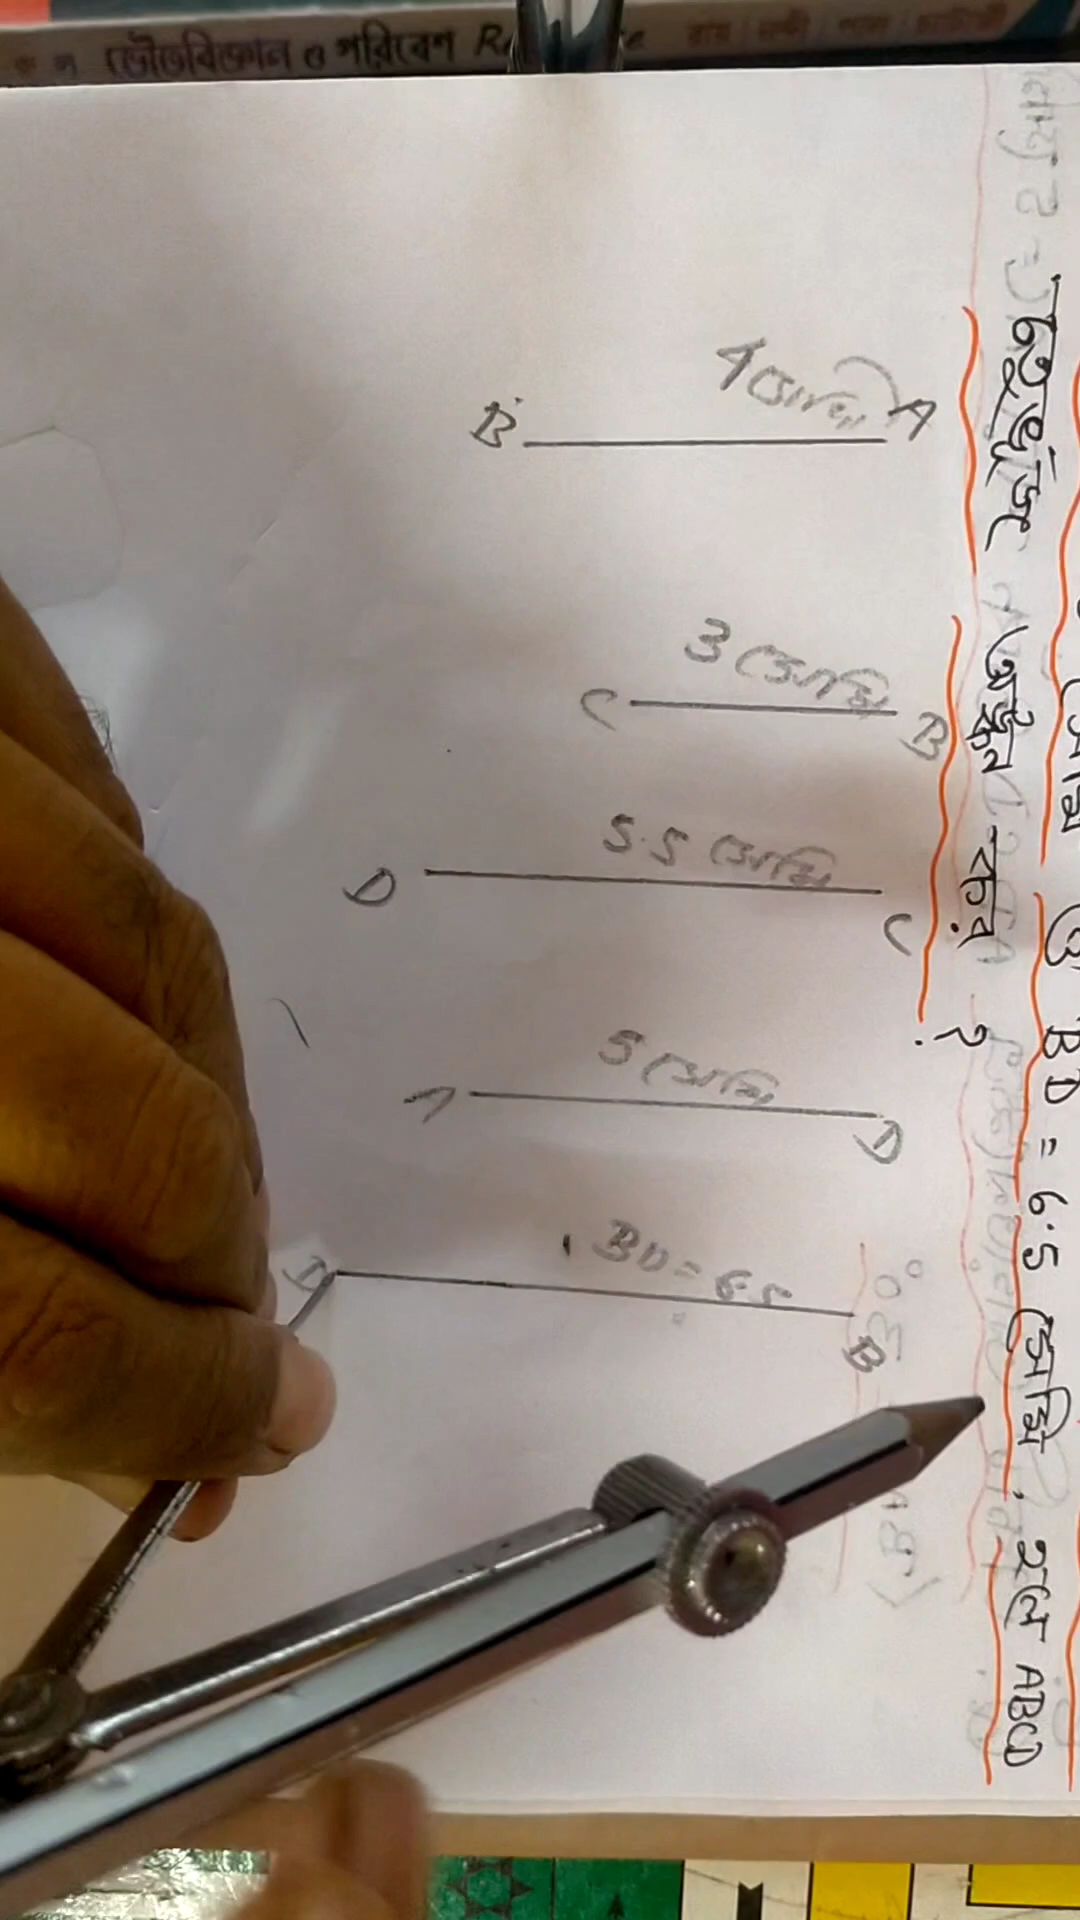 ভৌতবিজ্ঞান ও পরিবেশ
সেমি ও BD = 6.5 সেমি. হলে ABCD
চতুর্ভুজ অঙ্কন কর ?
A
4 সেমি
B
B
3 সেমি
C
C
5.5 সেমি
D
D
5 সেমি
B
BD = 6.5
D